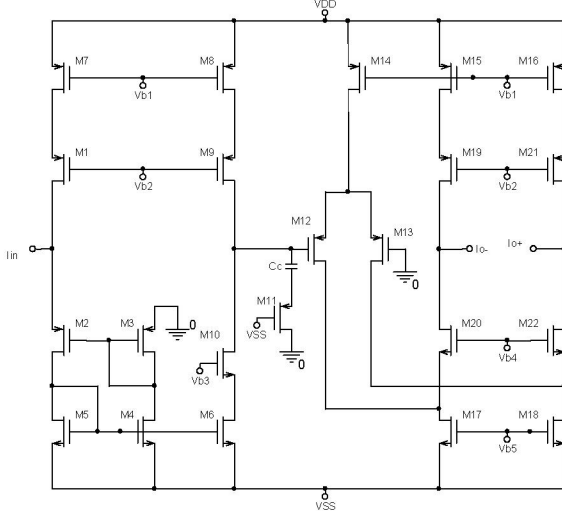 VDD
M7
M8
M14
M15
M16
Vb1
Vb1
M1
M9
M19
M21
Vb2
Vb2
M12
M13
Iin
Io-
Io+
Cc
0
M2
M3
0
M10
M11
VSS
0
M20
M22
Vb3
Vb4
M5
M4
M6
M17
M18
Vb5
VSS